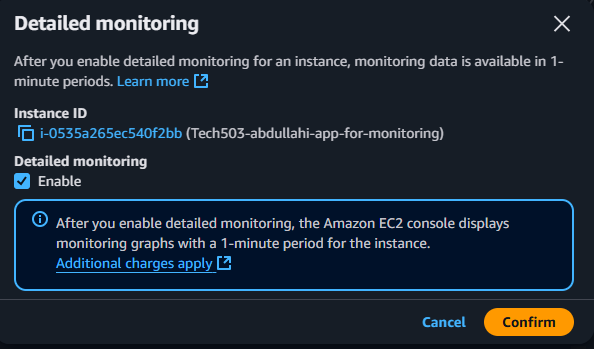 Detailed monitoring
After you enable detailed monitoring for an instance, monitoring data is available in 1-
minute periods. Learn more
Instance ID
i-0535a265ec540f2bb (Tech503-abdullahi-app-for-monitoring)
Detailed monitoring
Enable
After you enable detailed monitoring, the Amazon EC2 console displays
monitoring graphs with a 1-minute period for the instance.
Additional charges apply
Cancel Confirm